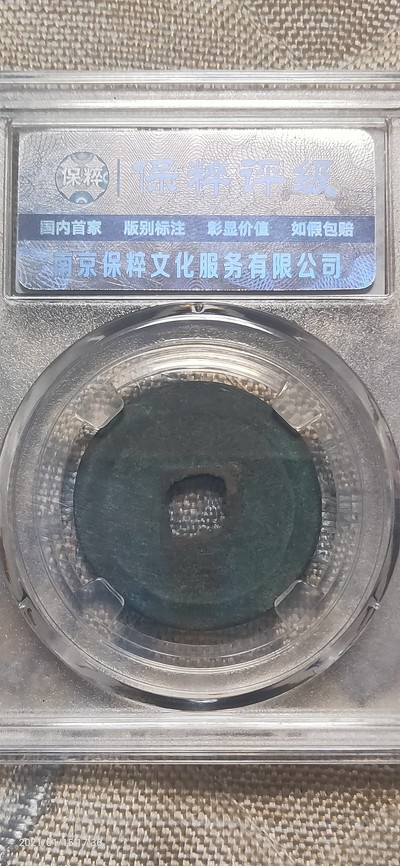 保粹 保粹评级
国内首家 版别标注 彰显价值 如假包赔
南京保粹文化服务有限公司